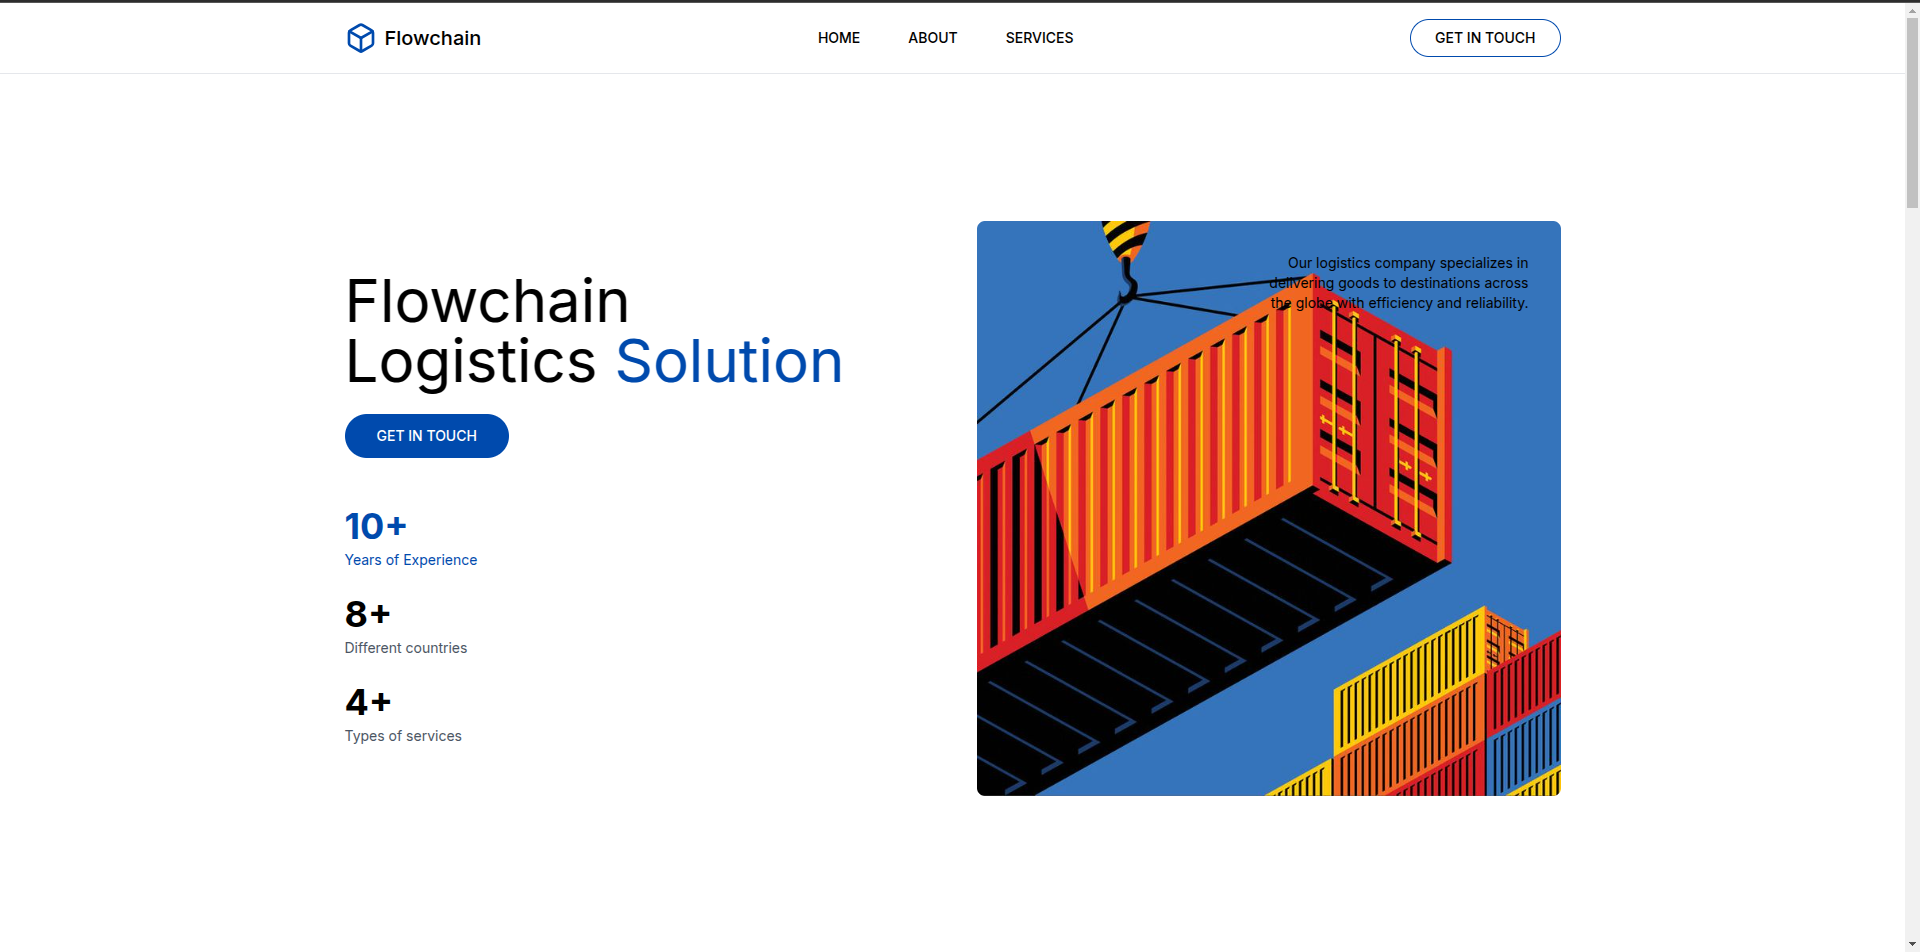 Flowchain
HOME
ABOUT
SERVICES
GET IN TOUCH
Flowchain
Logistics Solution
GET IN TOUCH
10+
Years of Experience
8+
Different countries
4+
Types of services
Our logistics company specializes in
delivering goods to destinations across
the globe with efficiency and reliability.